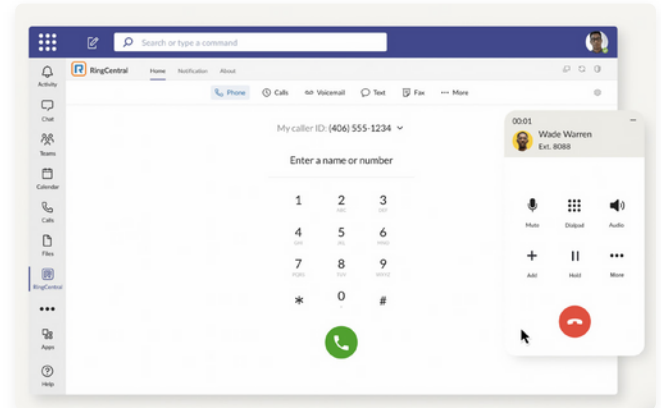 Search or type a command
Activity
Chat
Teams
Calendar
Calls
Files
RingCentral
Apps
Help
RingCentral Home Notification About
Phone Calls Voicemail Text Fax More
My caller ID: (406) 555-1234
Enter a name or number
1 2 3
ABC DEF
4 5 6
GHI JKL MNO
7 8 9
PQRS TUV WXYZ
* 0 #
00:01
Wade Warren
Ext. 8088
Mute Dialpad Audio
Add Hold More